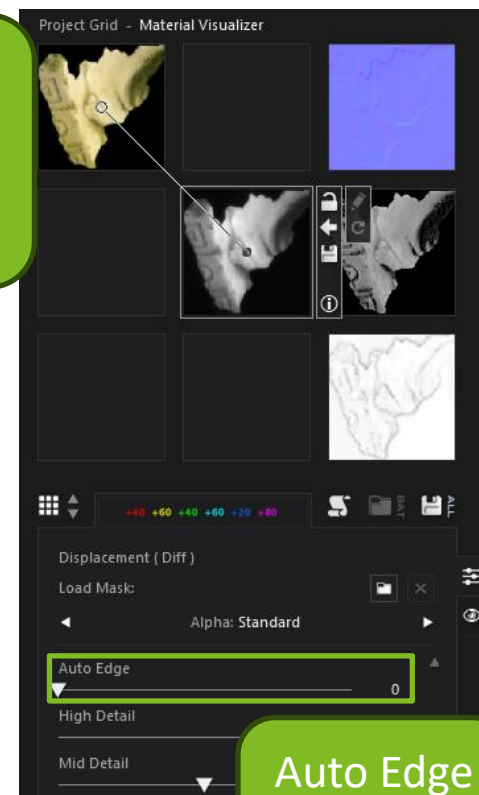 Project Grid - Material Visualizer
+40 +60 +40 +60 +20 +80
BAT
ALL
Displacement ( Diff )
Load Mask:
Alpha: Standard
Auto Edge
0
High Detail
Mid Detail
Auto Edge